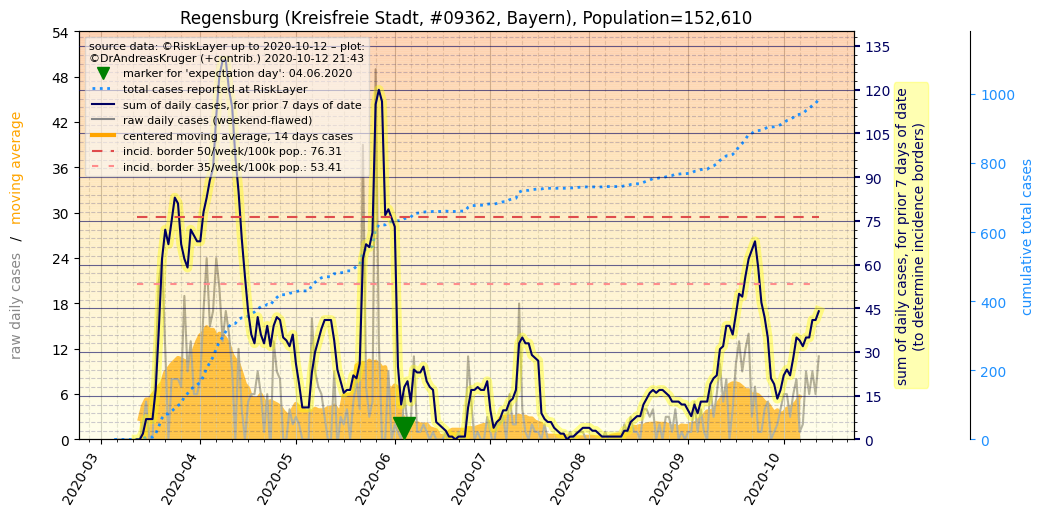 Regensburg (Kreisfreie Stadt, #09362, Bayern), Population=152,610
source data: ©RiskLayer up to 2020-10-12 – plot:
©DrAndreasKruger (+contrib.) 2020-10-12 21:43
marker for 'expectation day': 04.06.2020
total cases reported at RiskLayer
sum of daily cases, for prior 7 days of date
raw daily cases (weekend-flawed)
centered moving average, 14 days cases
incid. border 50/week/100k pop.: 76.31
incid. border 35/week/100k pop.: 53.41
raw daily cases / moving average
54
48
42
36
30
24
18
12
6
0
2020-03
2020-04
2020-05
2020-06
2020-07
2020-08
2020-09
2020-10
135
120
105
90
75
60
45
30
15
0
sum of daily cases, for prior 7 days of date
(to determine incidence borders)
1000
800
600
400
200
0
cumulative total cases